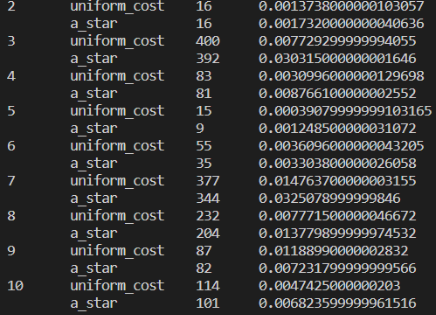 2 uniform_cost 16 0.0013738000000103057
a_star 16 0.0017320000000040636
3 uniform_cost 400 0.007729299999994055
a_star 392 0.030315000000001646
4 uniform_cost 83 0.0030996000000129698
a_star 81 0.008766100000002552
5 uniform_cost 15 0.00039079999999103165
a_star 9 0.001248500000031072
6 uniform_cost 55 0.0036096000000043205
a_star 35 0.003303800000026058
7 uniform_cost 377 0.014763700000003155
a_star 344 0.0325078999999846
8 uniform_cost 232 0.007771500000046672
a_star 204 0.013779899999974532
9 uniform_cost 87 0.01188990000002832
a_star 82 0.007231799999999566
10 uniform_cost 114 0.0047425000000203
a_star 101 0.006823599999961516